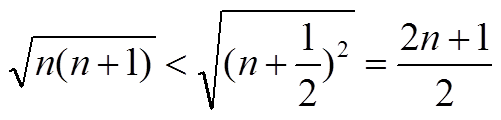 √(n(n+1)) < √((n+1/2)²) = (2n+1)/2